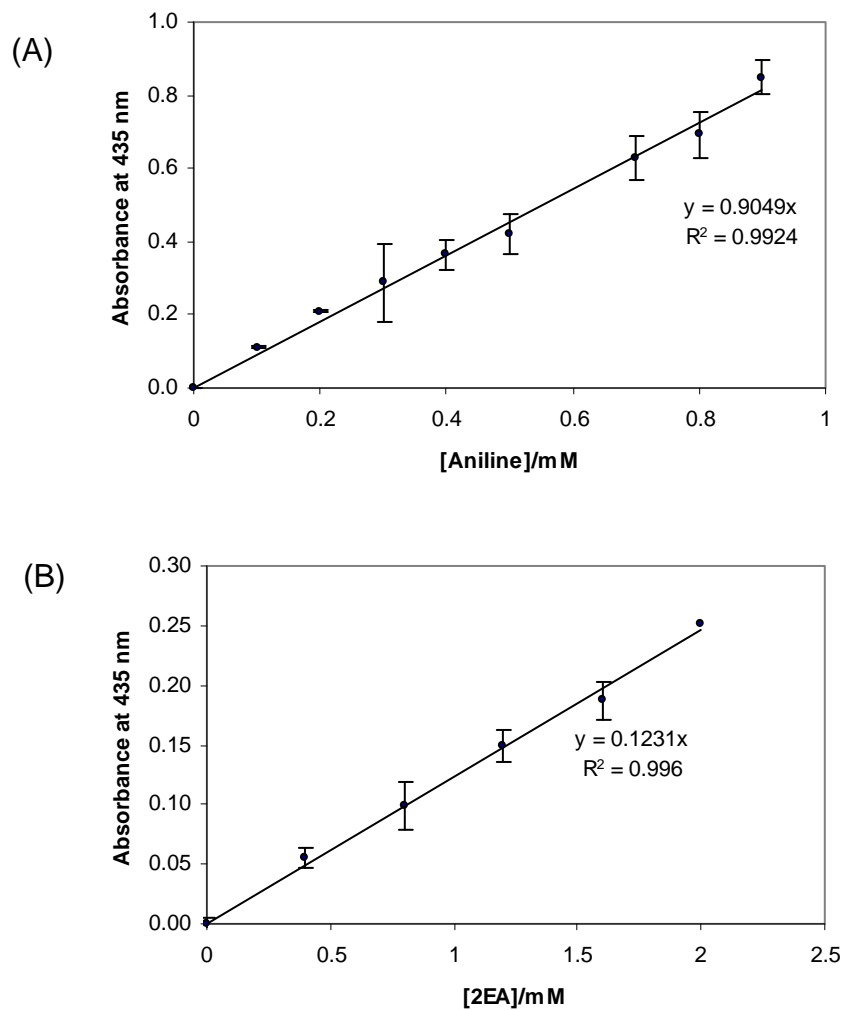 (A)
Absorbance at 435 nm
1.0
0.8
0.6
0.4
0.2
0.0
y = 0.9049x
R² = 0.9924
0 0.2 0.4 0.6 0.8 1
[Aniline]/mM
(B)
Absorbance at 435 nm
0.30
0.25
0.20
0.15
0.10
0.05
0.00
y = 0.1231x
R² = 0.996
0 0.5 1 1.5 2 2.5
[2EA]/mM